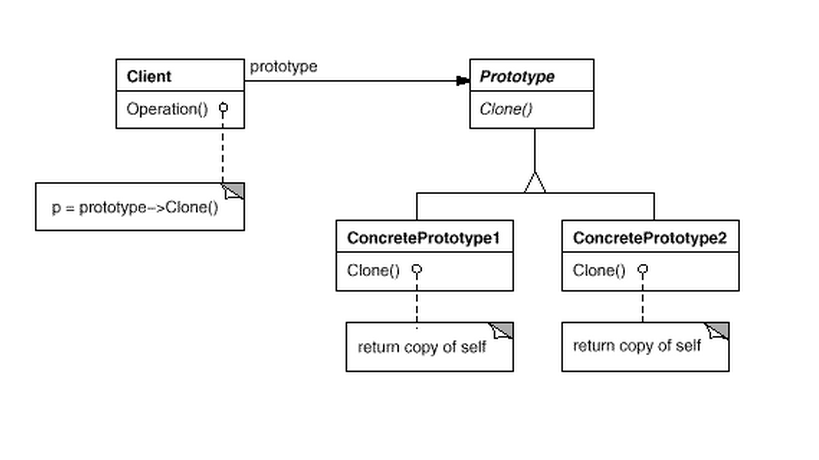 prototype
Client
Prototype
Operation()
Clone()
p = prototype–>Clone()
ConcretePrototype1
ConcretePrototype2
Clone()
Clone()
return copy of self
return copy of self